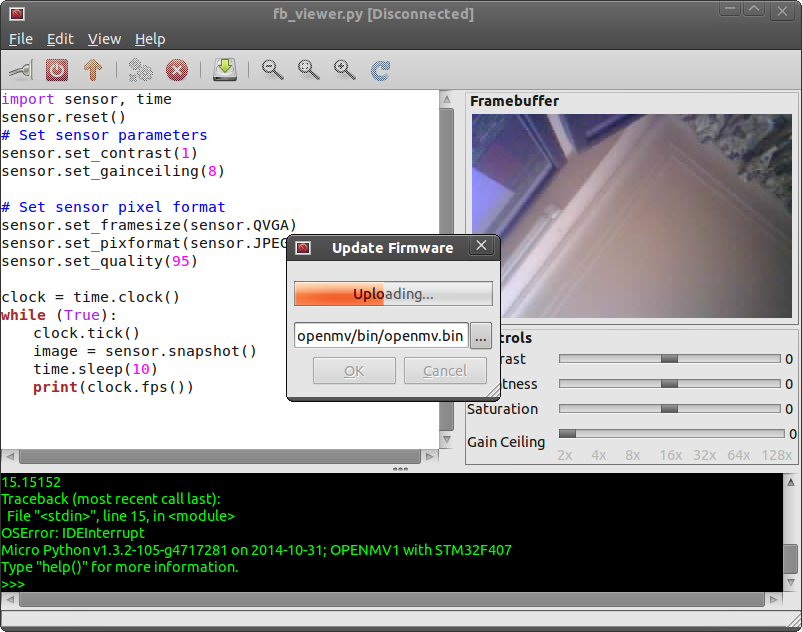 fb_viewer.py [Disconnected]
File Edit View Help
import sensor, time
sensor.reset()
# Set sensor parameters
sensor.set_contrast(1)
sensor.set_gainceiling(8)
# Set sensor pixel format
sensor.set_framesize(sensor.QVGA)
sensor.set_pixformat(sensor.JPEG
sensor.set_quality(95)
clock = time.clock()
while (True):
clock.tick()
image = sensor.snapshot()
time.sleep(10)
print(clock.fps())
Framebuffer
Update Firmware
Uploading...
openmv/bin/openmv.bin ...
OK Cancel
trols
rast 0
tness 0
Saturation 0
Gain Ceiling 0
2x 4x 8x 16x 32x 64x 128x
15.15152
Traceback (most recent call last):
File "<stdin>", line 15, in <module>
OSError: IDEInterrupt
Micro Python v1.3.2-105-g4717281 on 2014-10-31; OPENMV1 with STM32F407
Type "help()" for more information.
>>>